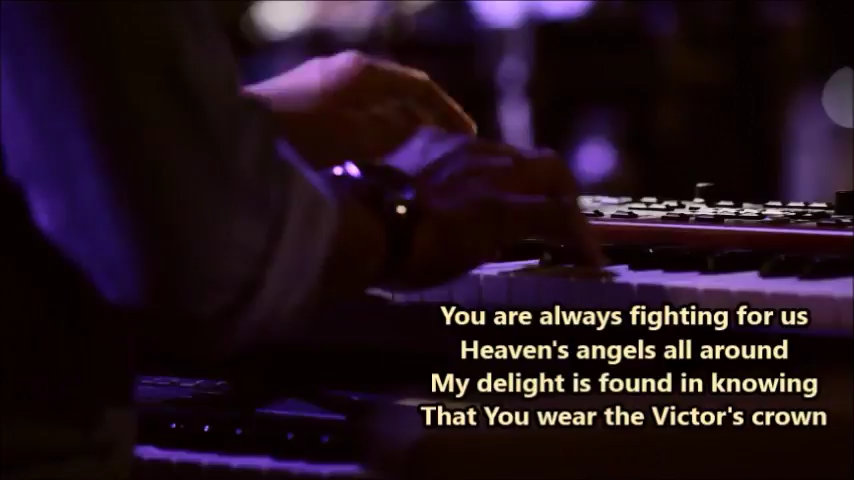 You are always fighting for us
Heaven's angels all around
My delight is found in knowing
That You wear the Victor's crown